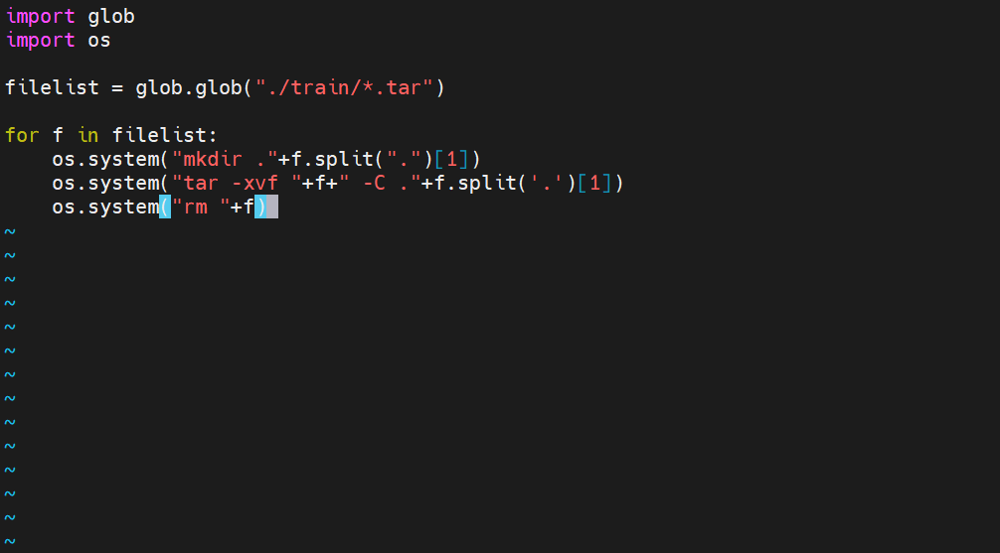 import glob
import os
filelist = glob.glob("./train/*.tar")
for f in filelist:
    os.system("mkdir ."+f.split(".")[1])
    os.system("tar -xvf "+f+" -C ."+f.split('.')[1])
    os.system("rm "+f)
~
~
~
~
~
~
~
~
~
~
~
~
~
~